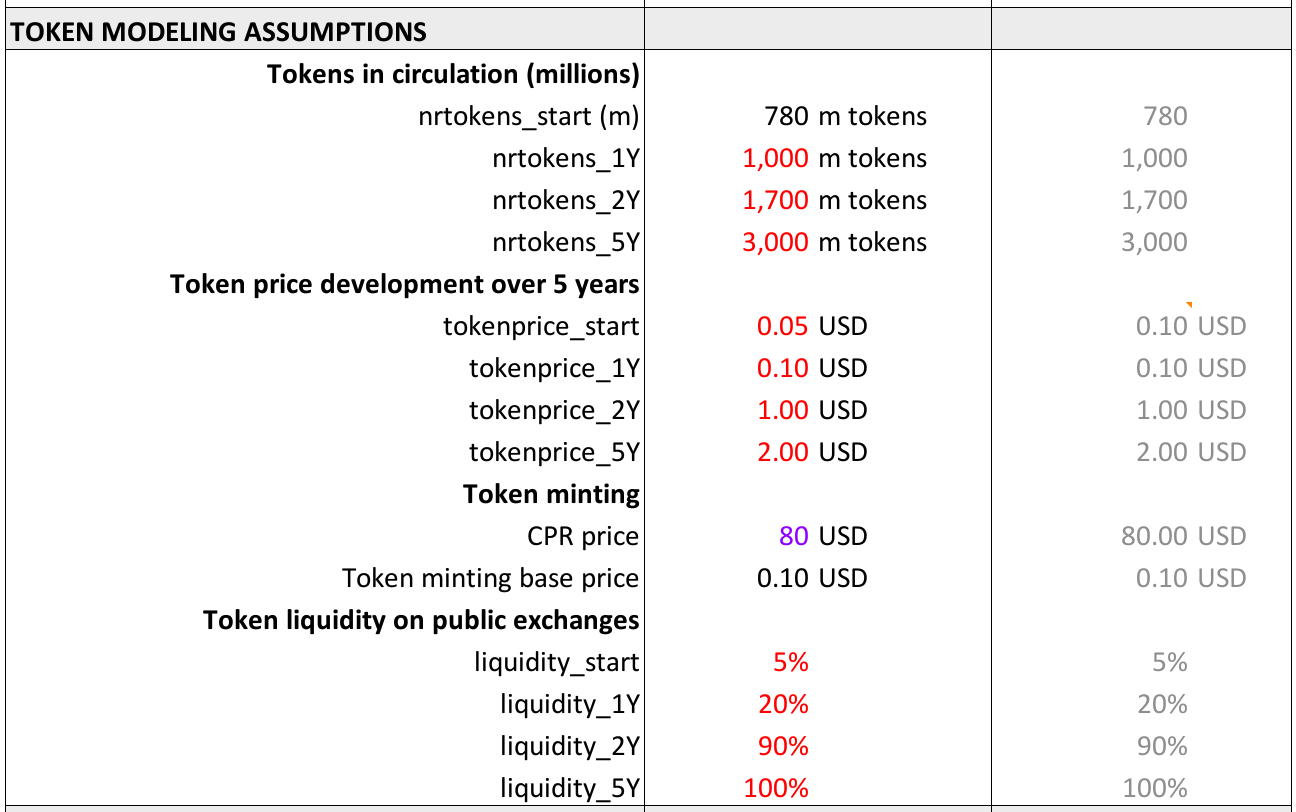 TOKEN MODELING ASSUMPTIONS
Tokens in circulation (millions)
nrtokens_start (m) 780 m tokens 780
nrtokens_1Y 1,000 m tokens 1,000
nrtokens_2Y 1,700 m tokens 1,700
nrtokens_5Y 3,000 m tokens 3,000
Token price development over 5 years
tokenprice_start 0.05 USD 0.10 USD
tokenprice_1Y 0.10 USD 0.10 USD
tokenprice_2Y 1.00 USD 1.00 USD
tokenprice_5Y 2.00 USD 2.00 USD
Token minting
CPR price 80 USD 80.00 USD
Token minting base price 0.10 USD 0.10 USD
Token liquidity on public exchanges
liquidity_start 5% 5%
liquidity_1Y 20% 20%
liquidity_2Y 90% 90%
liquidity_5Y 100% 100%